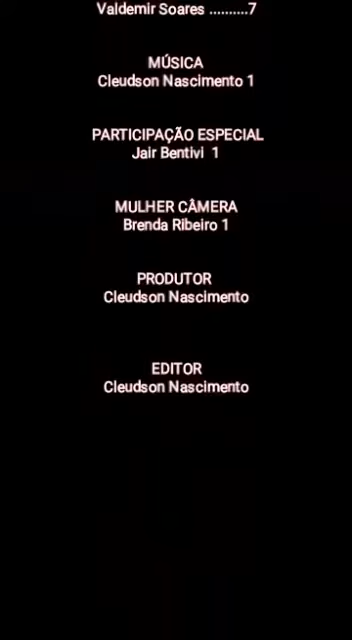 Valdemir Soares ..........7
MÚSICA
Cleudson Nascimento 1
PARTICIPAÇÃO ESPECIAL
Jair Bentivi 1
MULHER CÂMERA
Brenda Ribeiro 1
PRODUTOR
Cleudson Nascimento
EDITOR
Cleudson Nascimento